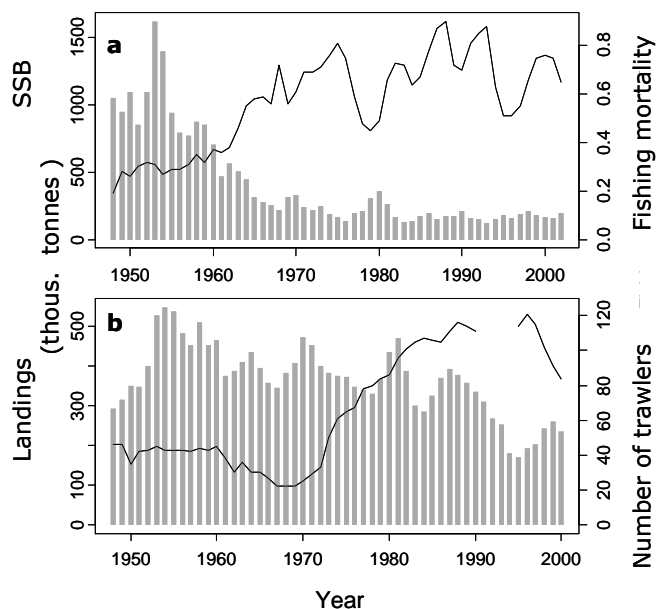 a
SSB
1500
1000
500
0
0.8
0.6
0.4
0.2
0.0
Fishing mortality
1950 1960 1970 1980 1990 2000
(thous. tonnes )
b
Landings
500
300
100
0
120
80
60
40
20
0
Number of trawlers
1950 1960 1970 1980 1990 2000
Year